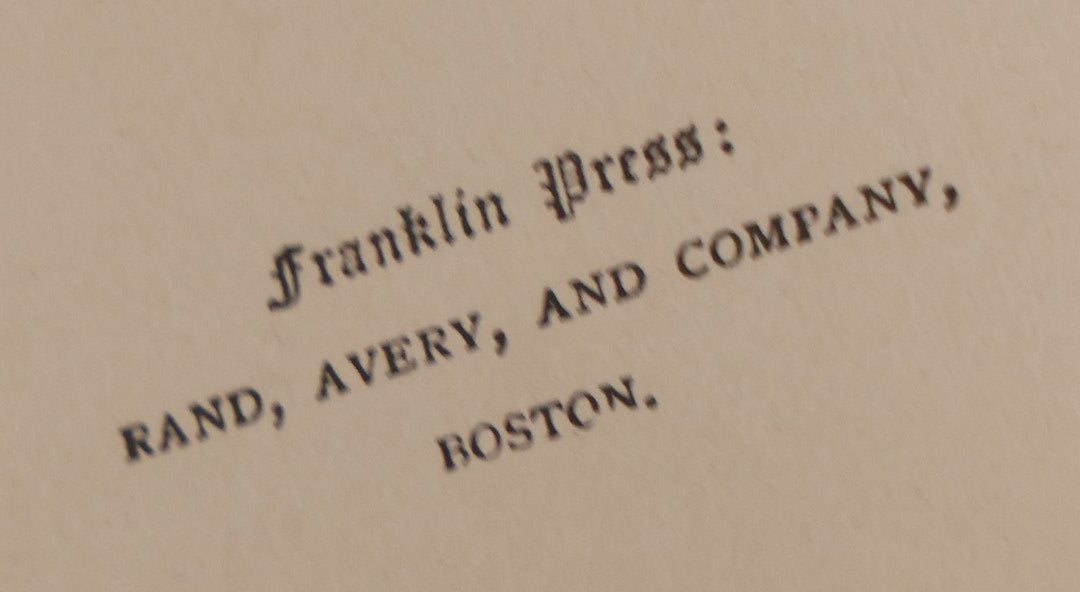 Franklin Press:
RAND, AVERY, AND COMPANY,
BOSTON.